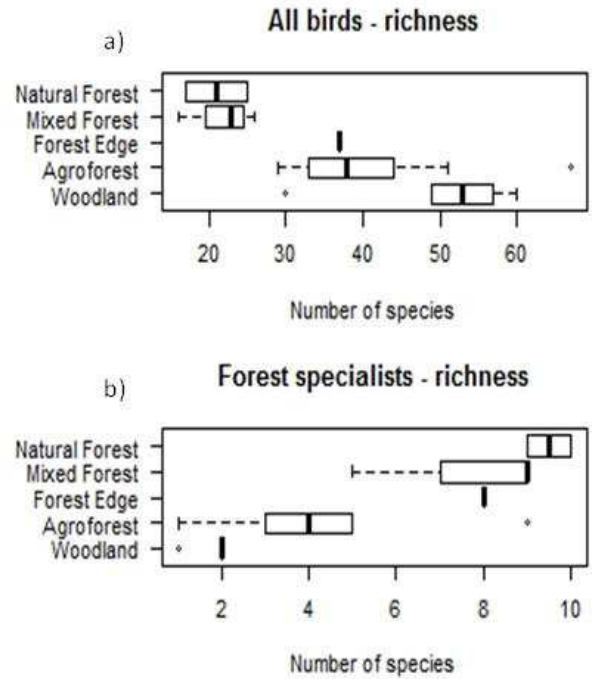 a)
All birds - richness
Natural Forest
Mixed Forest
Forest Edge
Agroforest
Woodland
20 30 40 50 60
Number of species
b)
Forest specialists - richness
Natural Forest
Mixed Forest
Forest Edge
Agroforest
Woodland
2 4 6 8 10
Number of species